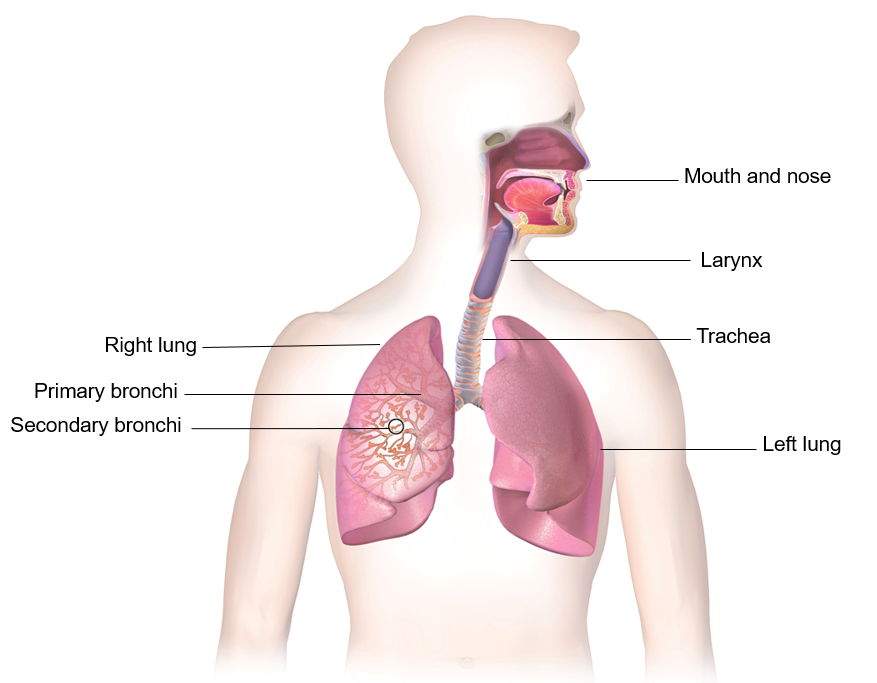 Mouth and nose
Larynx
Trachea
Right lung
Primary bronchi
Secondary bronchi
Left lung